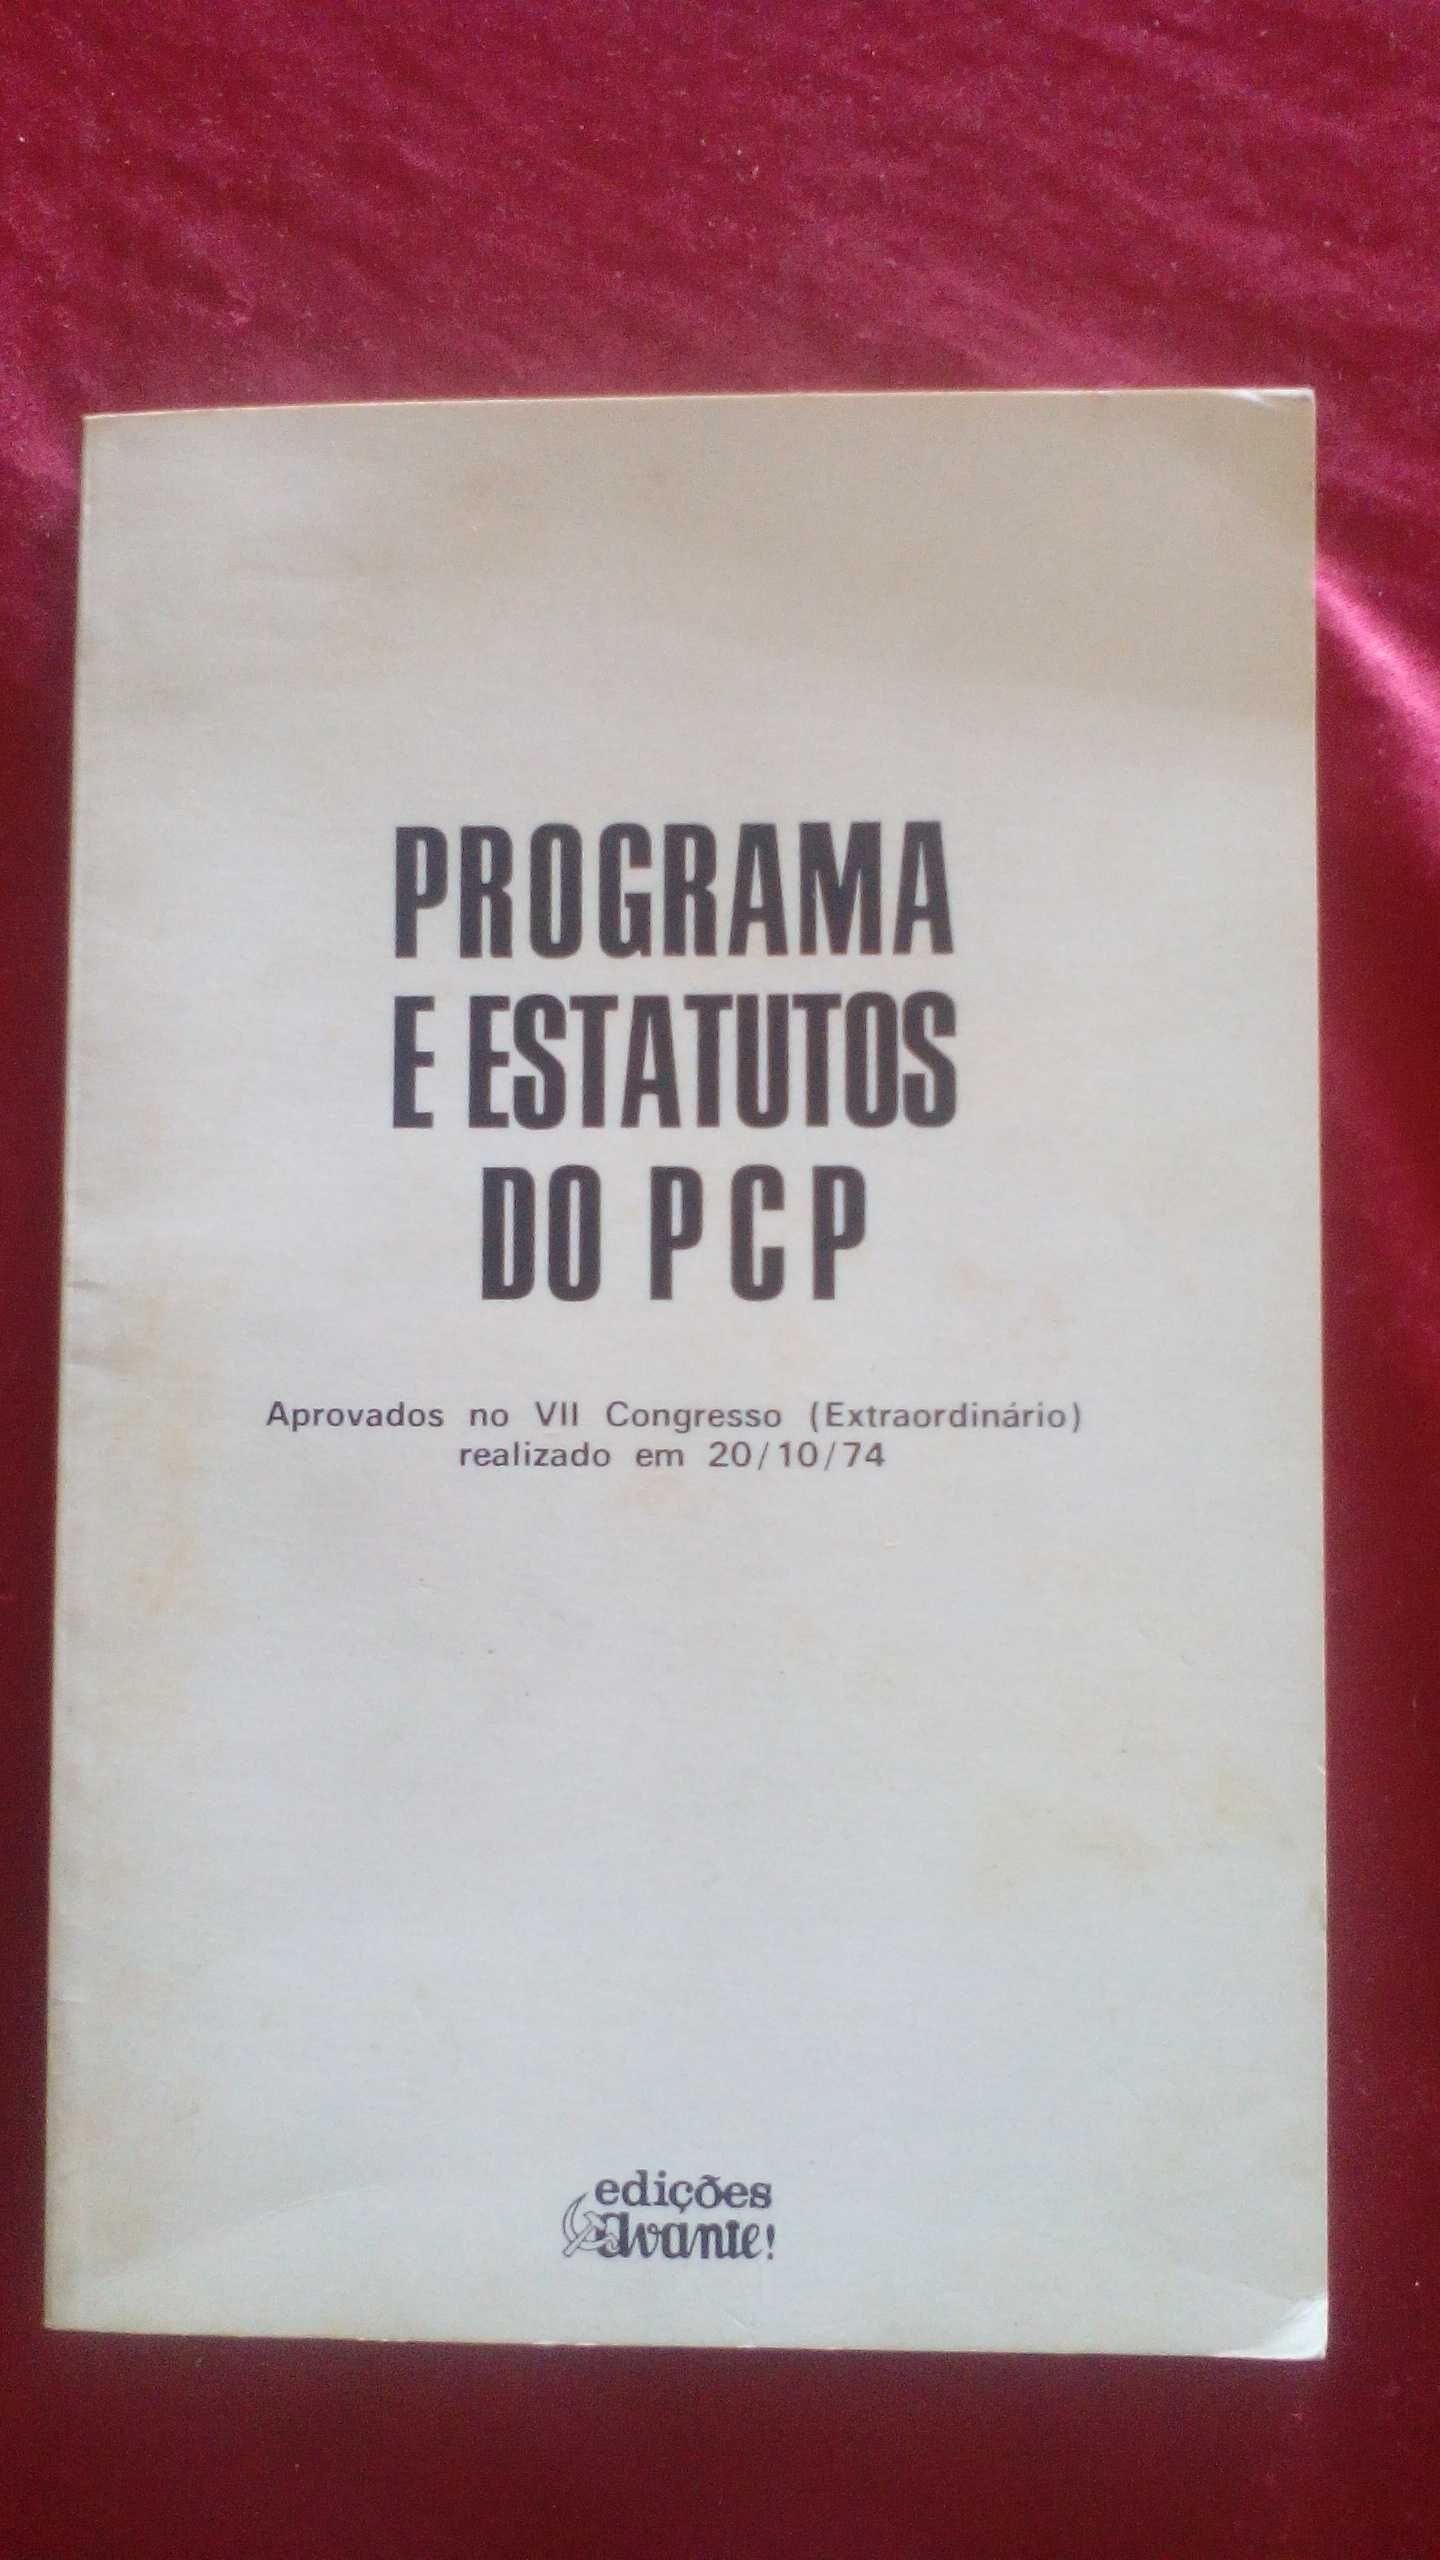 PROGRAMA
E ESTATUTOS
DO PCP
Aprovados no VII Congresso (Extraordinário)
realizado em 20/10/74
edições
Avante!